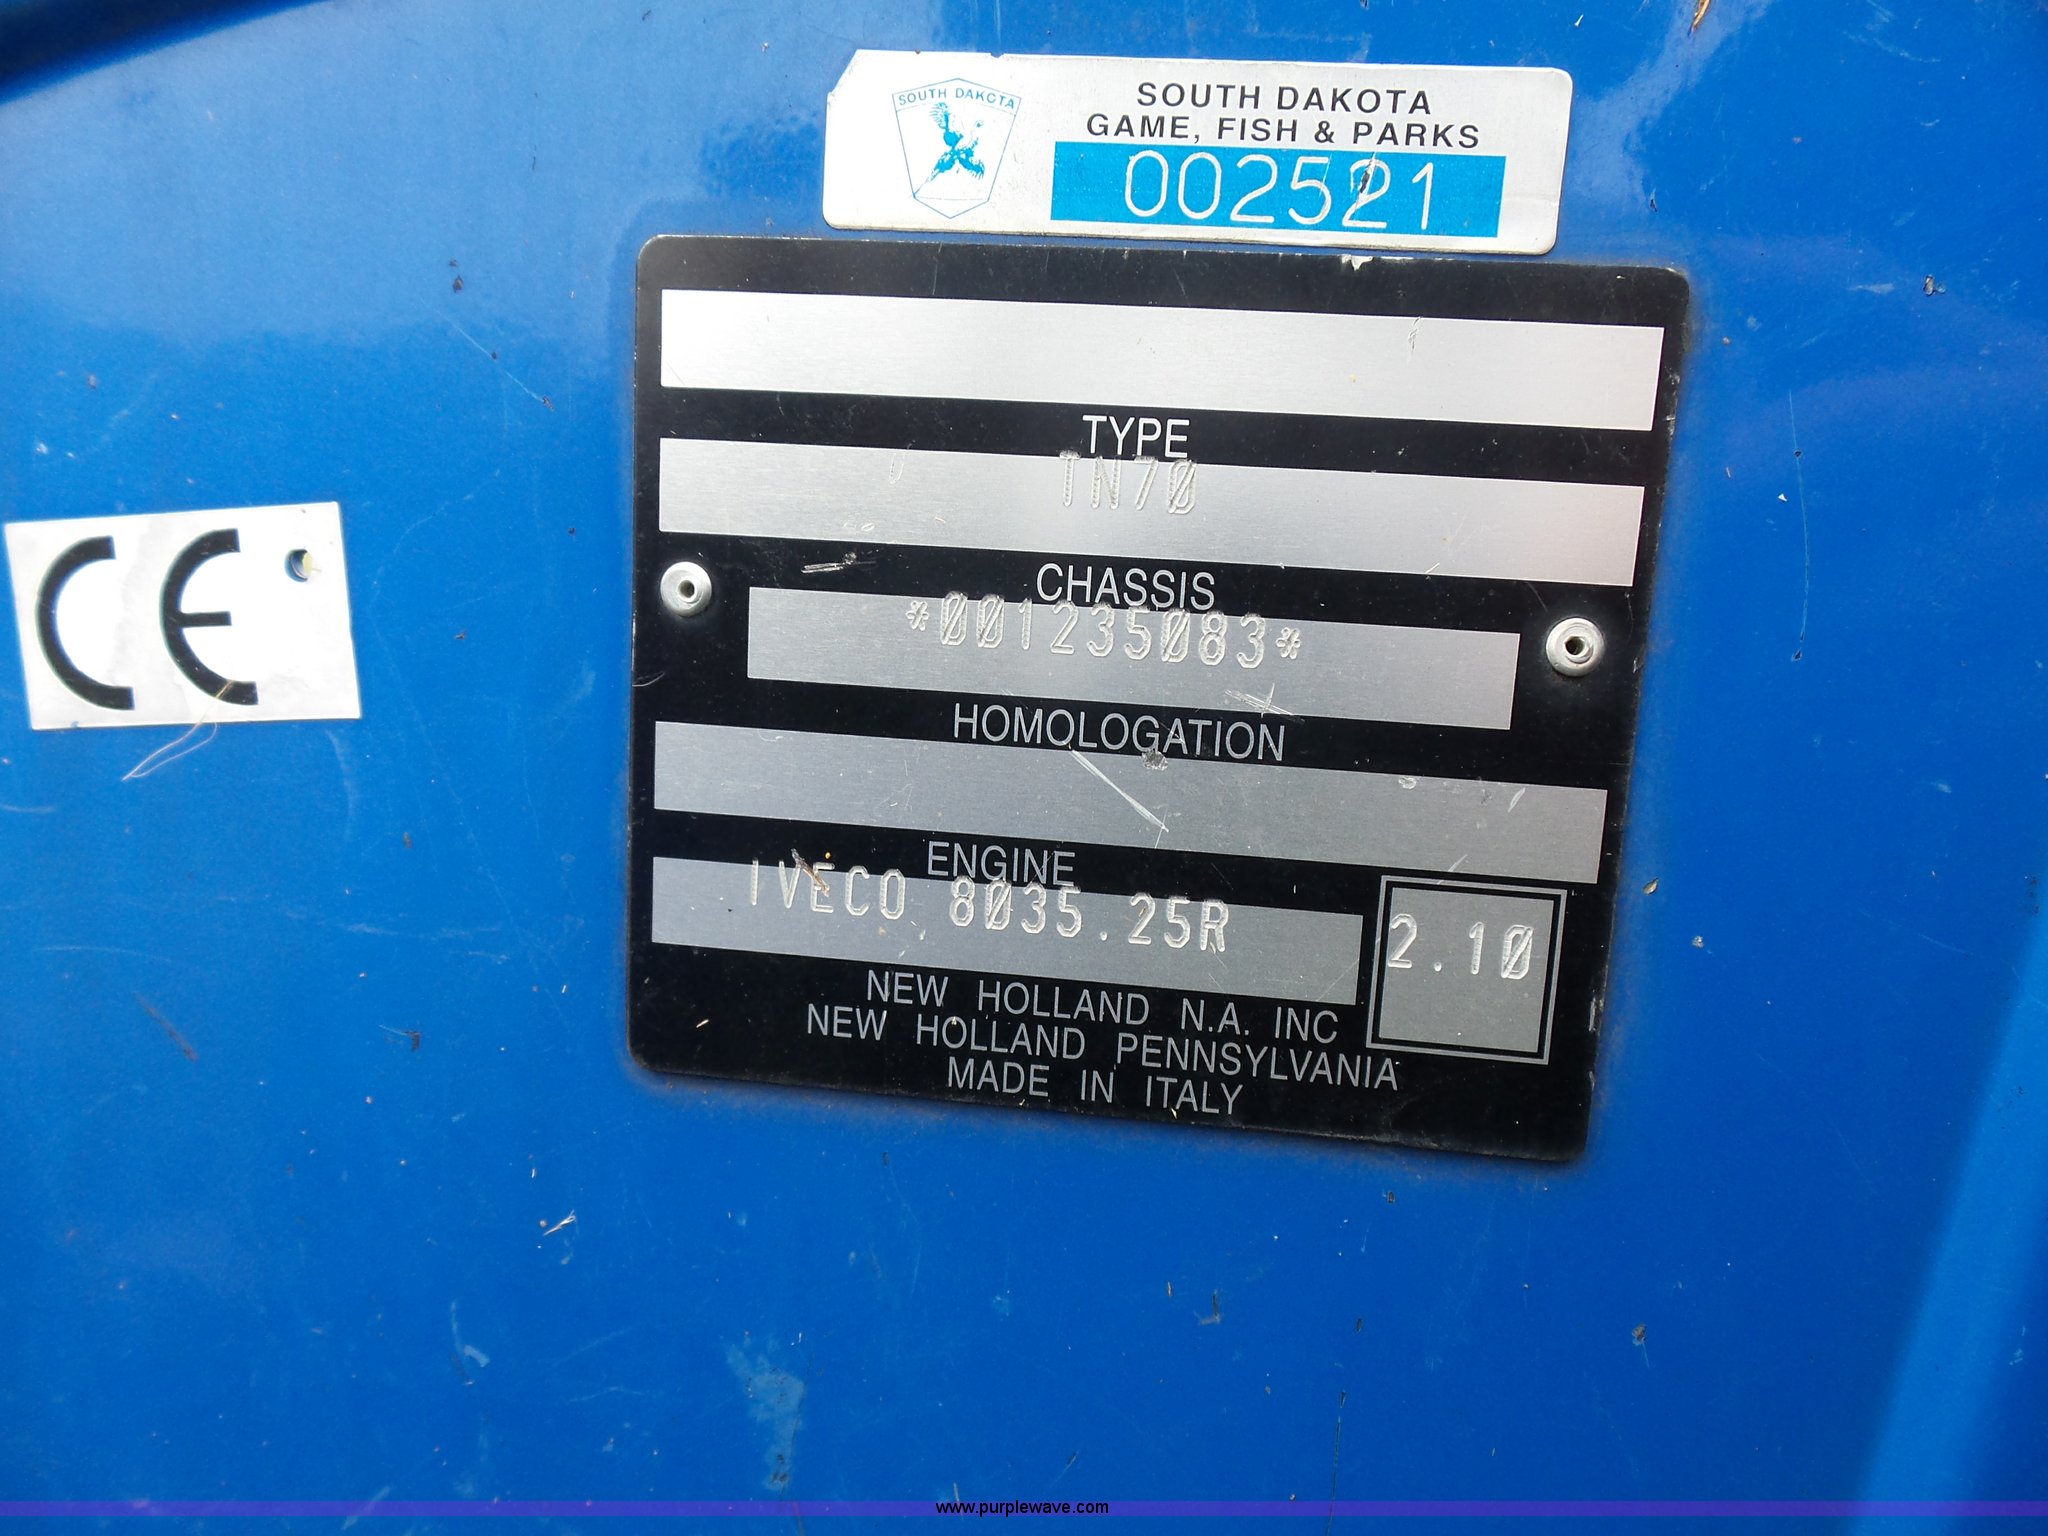 SOUTH DAKOTA
SOUTH DAKOTA
GAME, FISH & PARKS
002521
CE
TYPE
TN70
CHASSIS
*001235083*
HOMOLOGATION
ENGINE
IVECO 8035.25R
2.10
NEW HOLLAND N.A. INC
NEW HOLLAND PENNSYLVANIA
MADE IN ITALY
www.purplewave.com